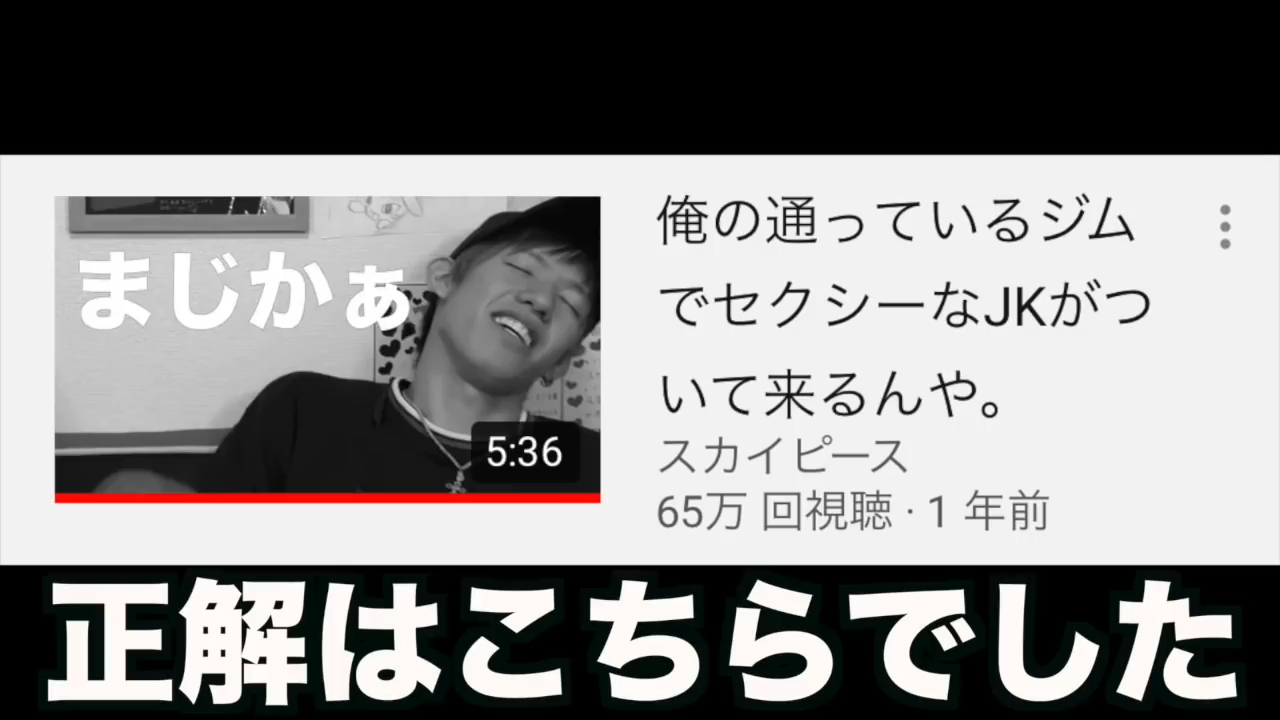 まじかぁ
5:36
俺の通っているジム
でセクシーなJKがつ
いて来るんや。
スカイピース
65万 回視聴 · 1 年前
正解はこちらでした